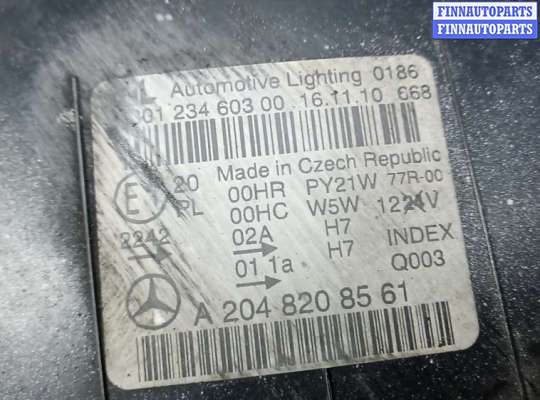 FINNAUTOPARTS
FINNAUTOPARTS
FINNAUTOPARTS
L Automotive Lighting 0186
01 234 603 00 16.11.10 668
Made in Czech Republic
E 20 00HR PY21W 77R-00
PL 00HC W5W 12V
2242 02A H7 INDEX
01 1a H7 Q003
A 204 820 85 61